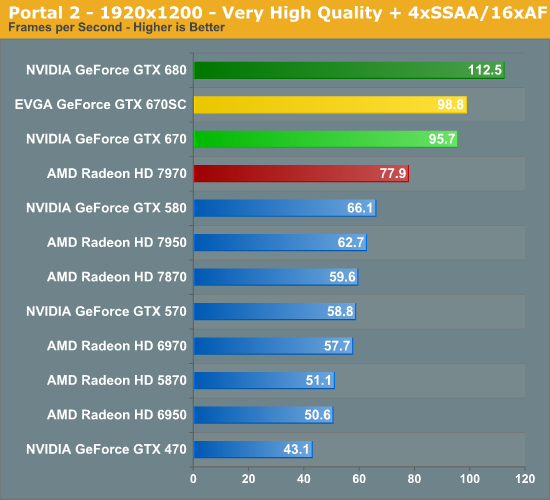 Portal 2 - 1920x1200 - Very High Quality + 4xSSAA/16xAF
Frames per Second - Higher is Better
NVIDIA GeForce GTX 680 112.5
EVGA GeForce GTX 670SC 98.8
NVIDIA GeForce GTX 670 95.7
AMD Radeon HD 7970 77.9
NVIDIA GeForce GTX 580 66.1
AMD Radeon HD 7950 62.7
AMD Radeon HD 7870 59.6
NVIDIA GeForce GTX 570 58.8
AMD Radeon HD 6970 57.7
AMD Radeon HD 5870 51.1
AMD Radeon HD 6950 50.6
NVIDIA GeForce GTX 470 43.1
0 20 40 60 80 100 120